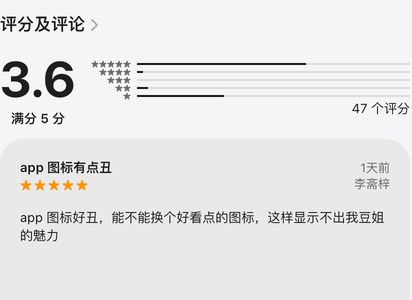 评分及评论
3.6
满分 5 分
47 个评分
app 图标有点丑
1天前
李斋梓
app 图标好丑，能不能换个好看点的图标，这样显示不出我豆姐
的魅力